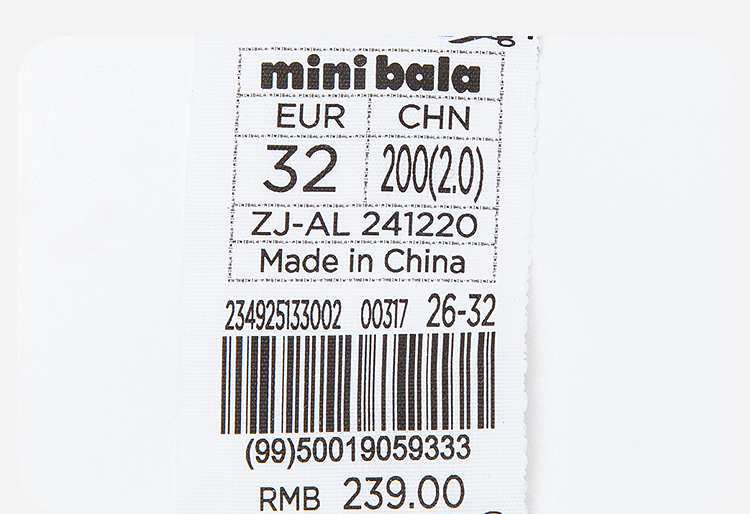 mini bala
EUR CHN
32 200(2.0)
ZJ-AL 241220
Made in China
234925133002 00317 26-32
(99)50019059333
RMB 239.00